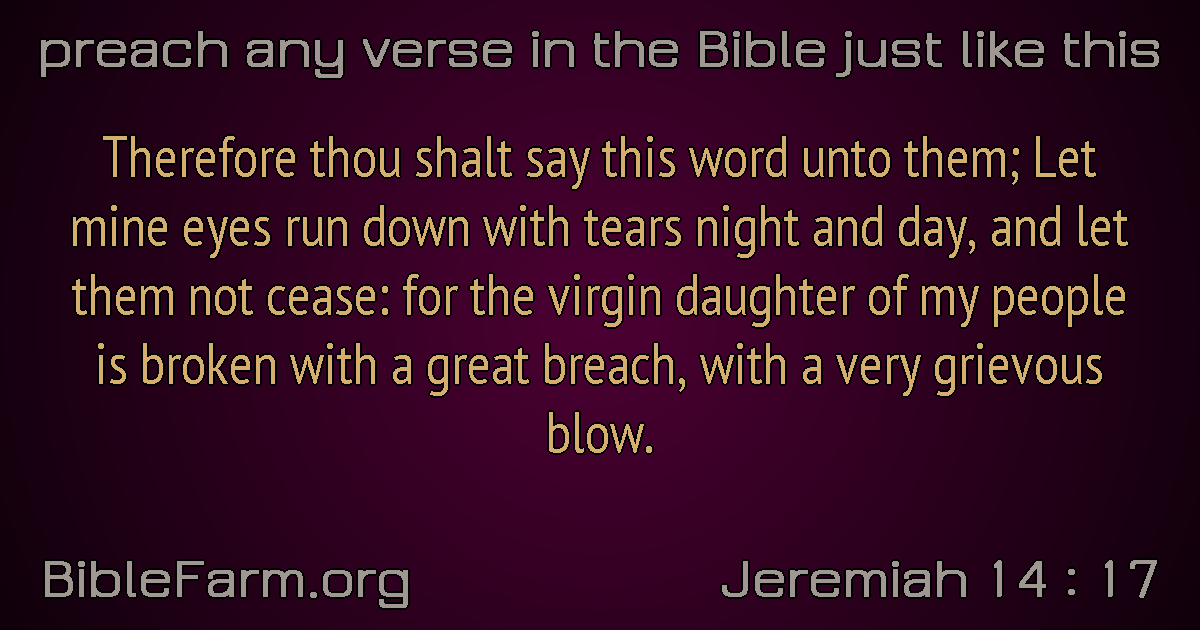 preach any verse in the Bible just like this
Therefore thou shalt say this word unto them; Let
mine eyes run down with tears night and day, and let
them not cease: for the virgin daughter of my people
is broken with a great breach, with a very grievous
blow.
BibleFarm.org
Jeremiah 14 : 17